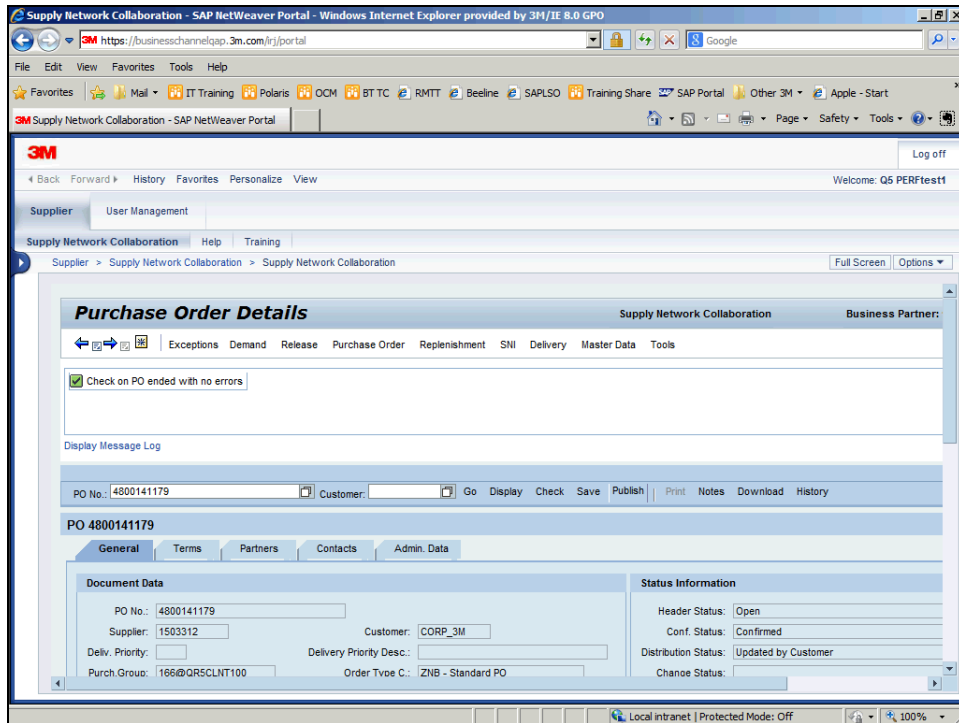 Supply Network Collaboration - SAP NetWeaver Portal - Windows Internet Explorer provided by 3M/IE 8.0 GPO
3M https://businesschannelqap.3m.com/irj/portal Google
File Edit View Favorites Tools Help
Favorites Mail IT Training Polaris OCM BT TC RMTT Beeline SAPLSO Training Share SAP Portal Other 3M Apple - Start
3M Supply Network Collaboration - SAP NetWeaver Portal Page Safety Tools
3M Log off
Back Forward History Favorites Personalize View Welcome: Q5 PERFtest1
Supplier User Management
Supply Network Collaboration Help Training
Supplier > Supply Network Collaboration > Supply Network Collaboration Full Screen Options
Purchase Order Details Supply Network Collaboration Business Partner:
Exceptions Demand Release Purchase Order Replenishment SNI Delivery Master Data Tools
Check on PO ended with no errors
Display Message Log
PO No.: 4800141179 Customer: Go Display Check Save Publish Print Notes Download History
PO 4800141179
General Terms Partners Contacts Admin. Data
Document Data Status Information
PO No.: 4800141179 Header Status: Open
Supplier: 1503312 Customer: CORP_3M Conf. Status: Confirmed
Deliv. Priority: Delivery Priority Desc.: Distribution Status: Updated by Customer
Purch.Group: 166@QR5CLNT100 Order Type C.: ZNB - Standard PO Change Status:
Local intranet | Protected Mode: Off 100%